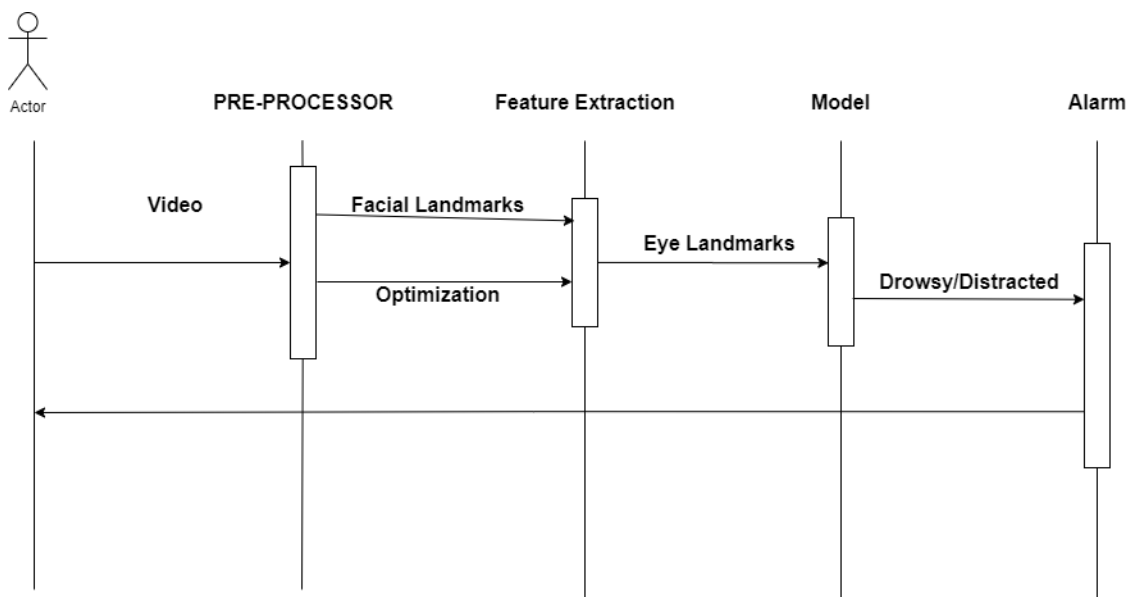 Actor
PRE-PROCESSOR
Feature Extraction
Model
Alarm
Video
Facial Landmarks
Eye Landmarks
Drowsy/Distracted
Optimization